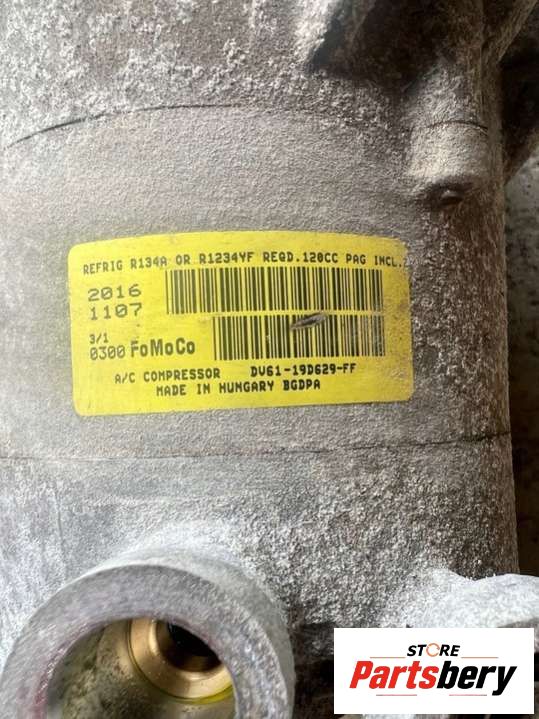 REFRIG R134A OR R1234YF REQD.120CC PAG INCL.
2016
1107
3/1
0300 FoMoCo
A/C COMPRESSOR DV61-19D629-FF
MADE IN HUNGARY BGDPA
STORE
Partsbery